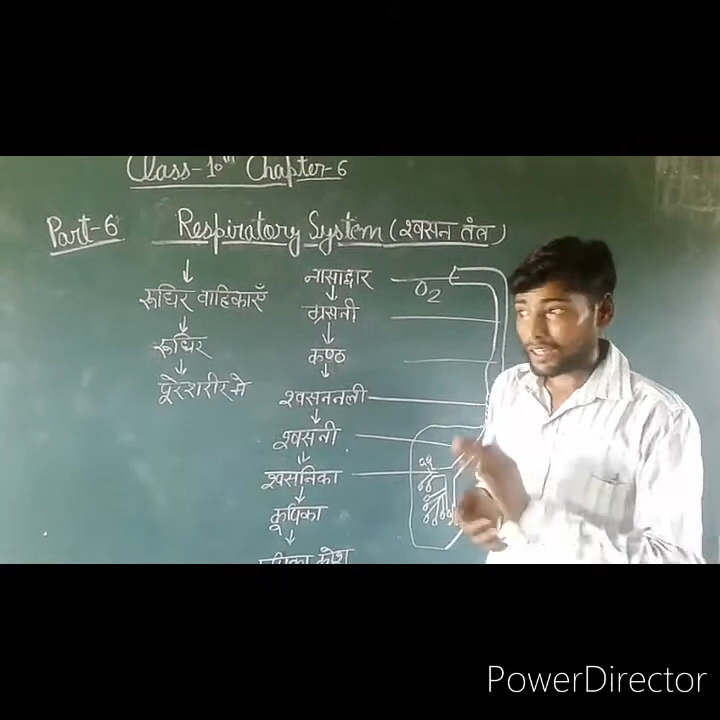 Class-10th Chapter-6
Part-6 Respiratory System (श्वसन तंत्र)
नासाद्वार
O2
ग्रसनी
कण्ठ
श्वसननली
श्वसनी
श्वसनिका
कूपिका
कूपिका कोश
रूधिर वाहिकाएँ
रूधिर
पूरे शरीर मे
PowerDirector